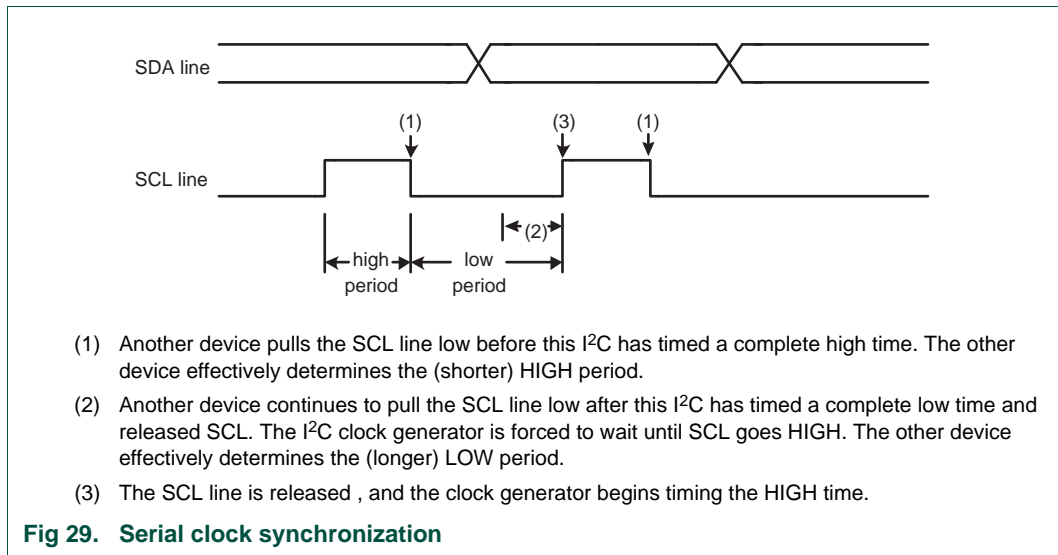 SDA line
(1)
(3)
(1)
SCL line
(2)
high
period
low
period
(1) Another device pulls the SCL line low before this I2C has timed a complete high time. The other
device effectively determines the (shorter) HIGH period.
(2) Another device continues to pull the SCL line low after this I2C has timed a complete low time and
released SCL. The I2C clock generator is forced to wait until SCL goes HIGH. The other device
effectively determines the (longer) LOW period.
(3) The SCL line is released , and the clock generator begins timing the HIGH time.
Fig 29. Serial clock synchronization